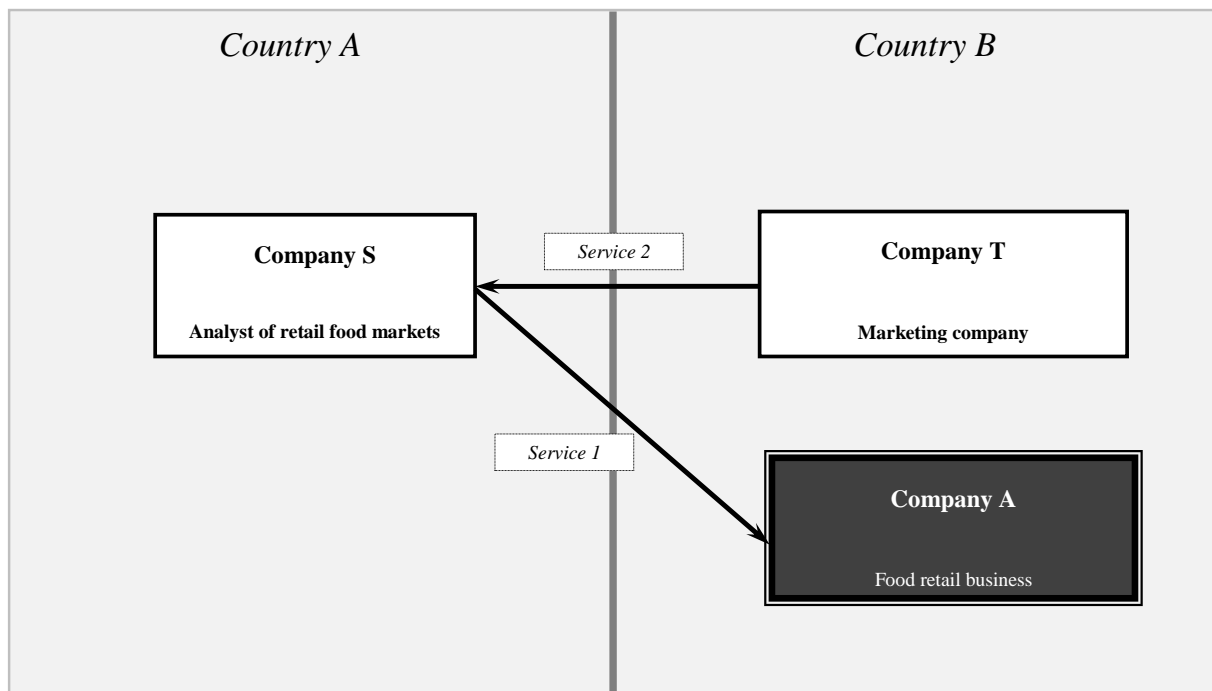 Country A
Country B
Company S
Analyst of retail food markets
Service 2
Company T
Marketing company
Service 1
Company A
Food retail business